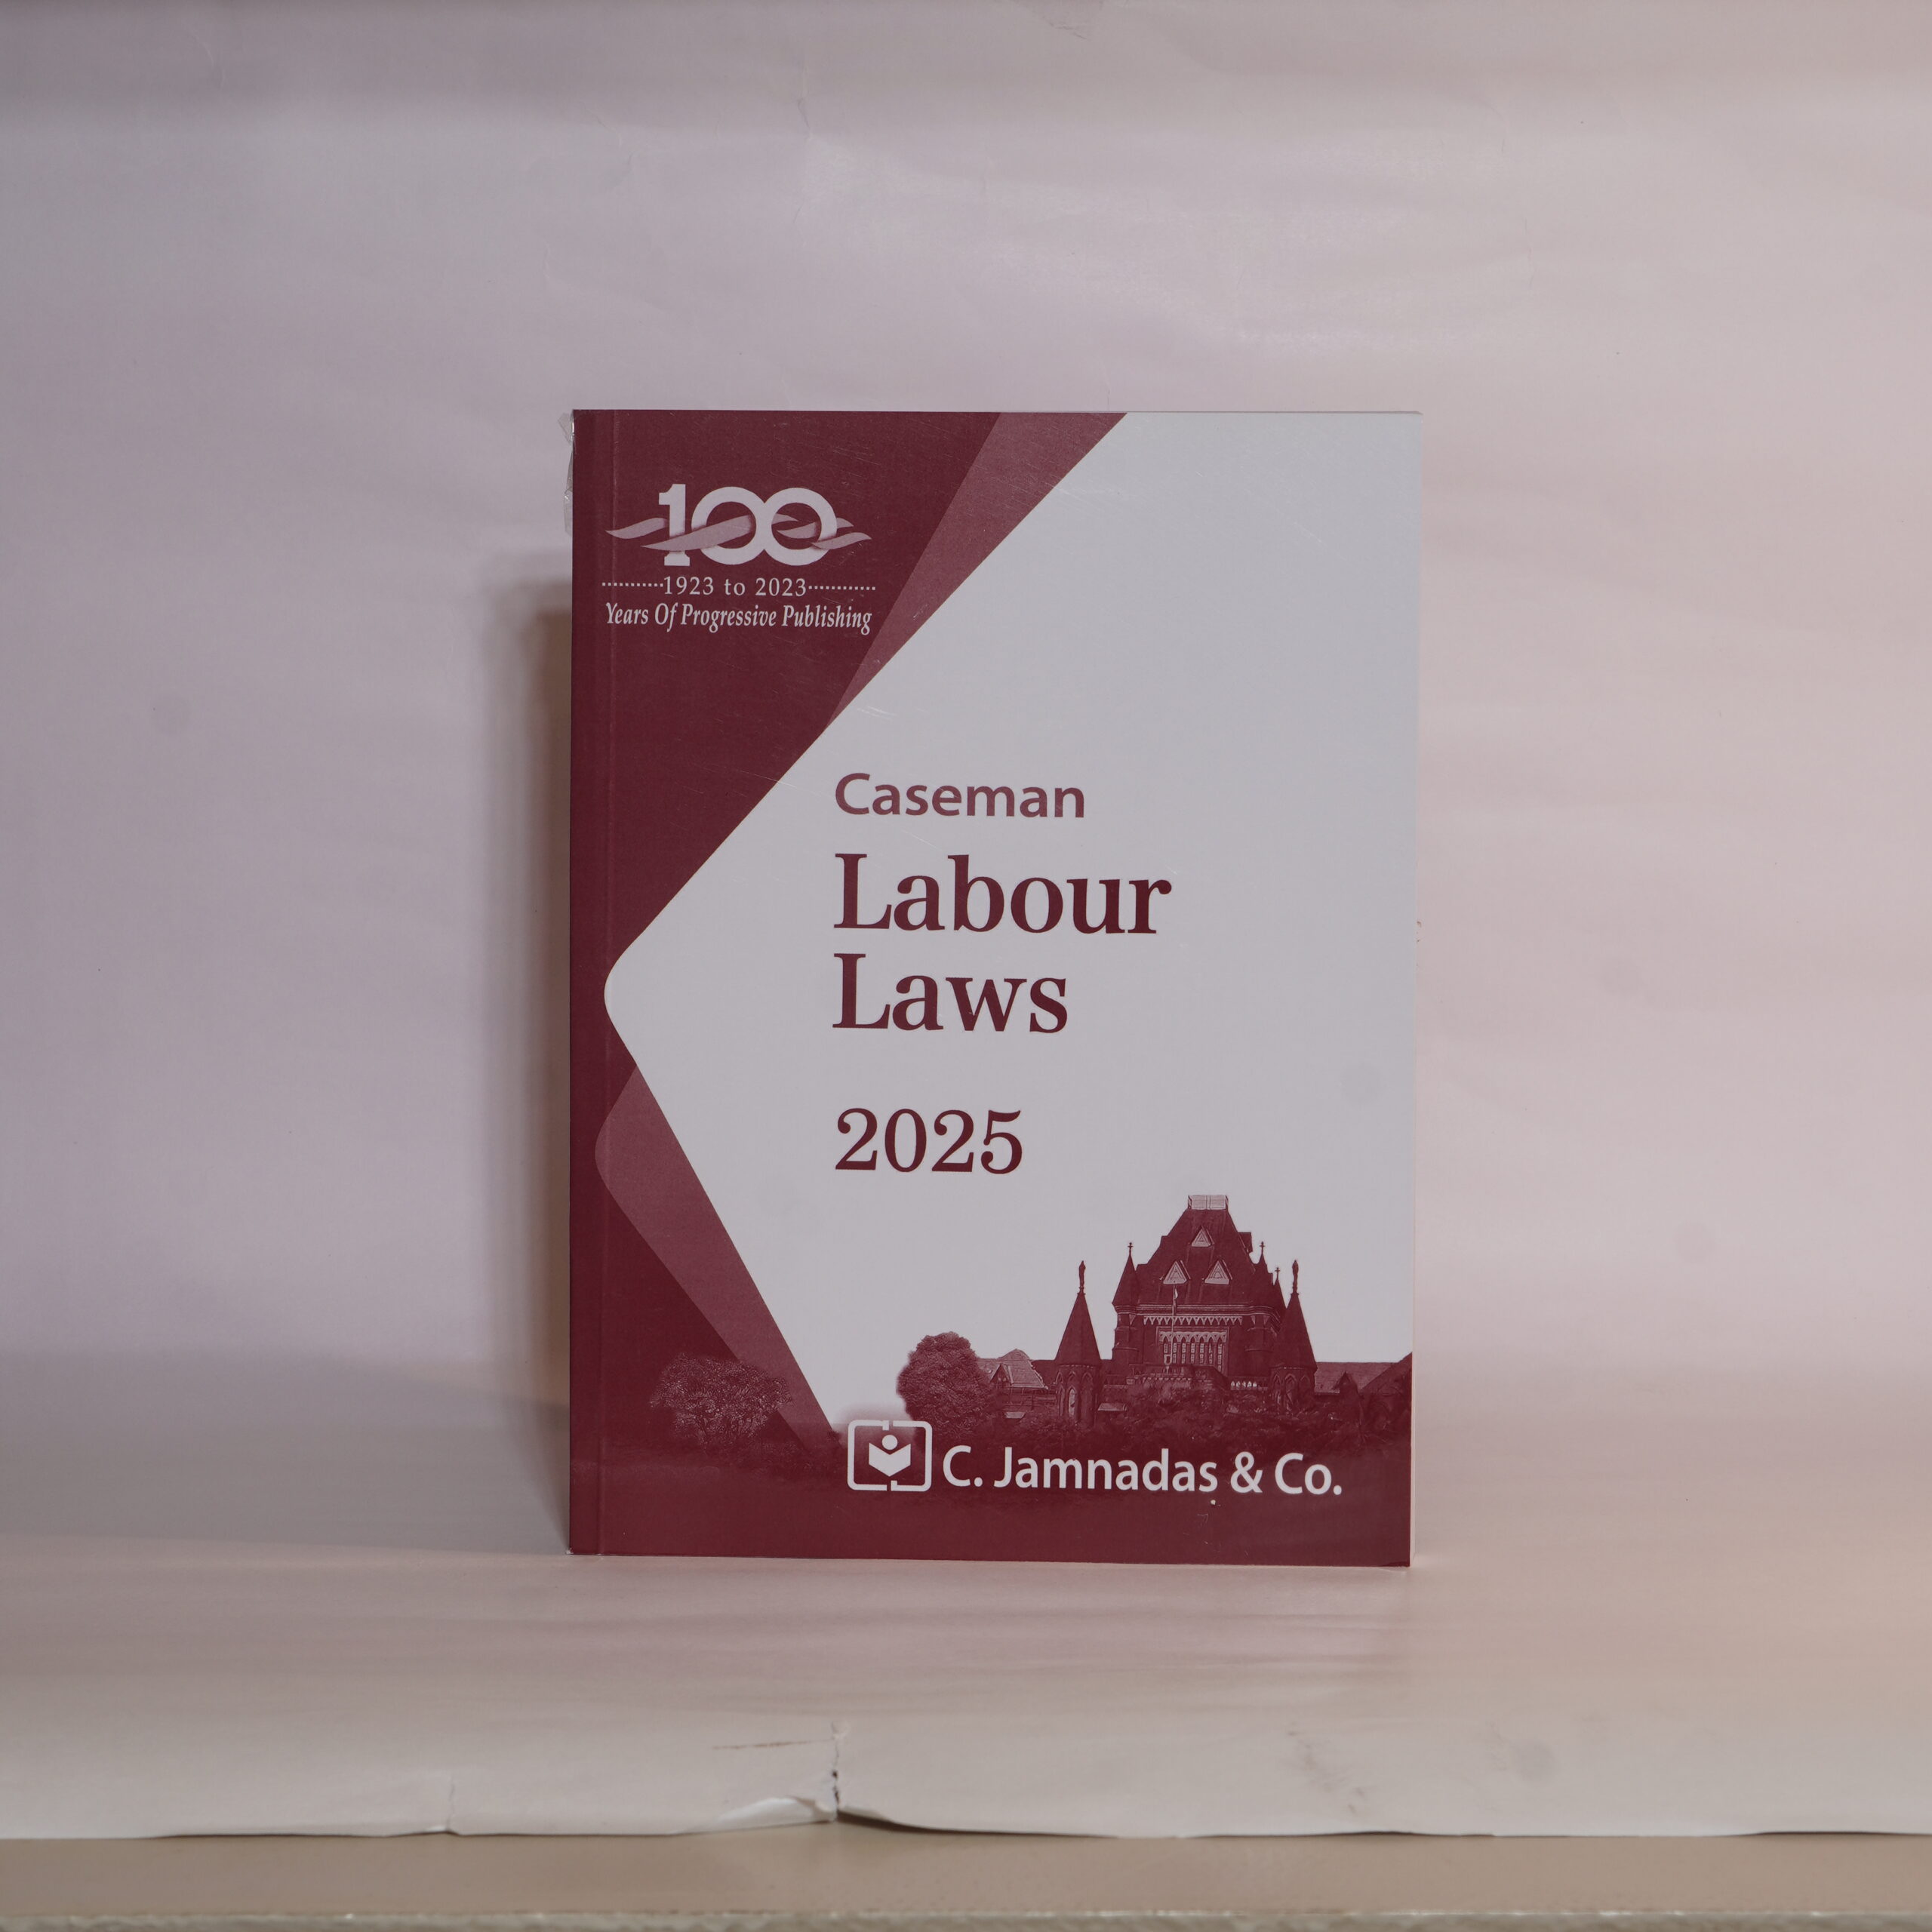 100
1923 to 2023
Years Of Progressive Publishing
Caseman
Labour
Laws
2025
C. Jamnadas & Co.